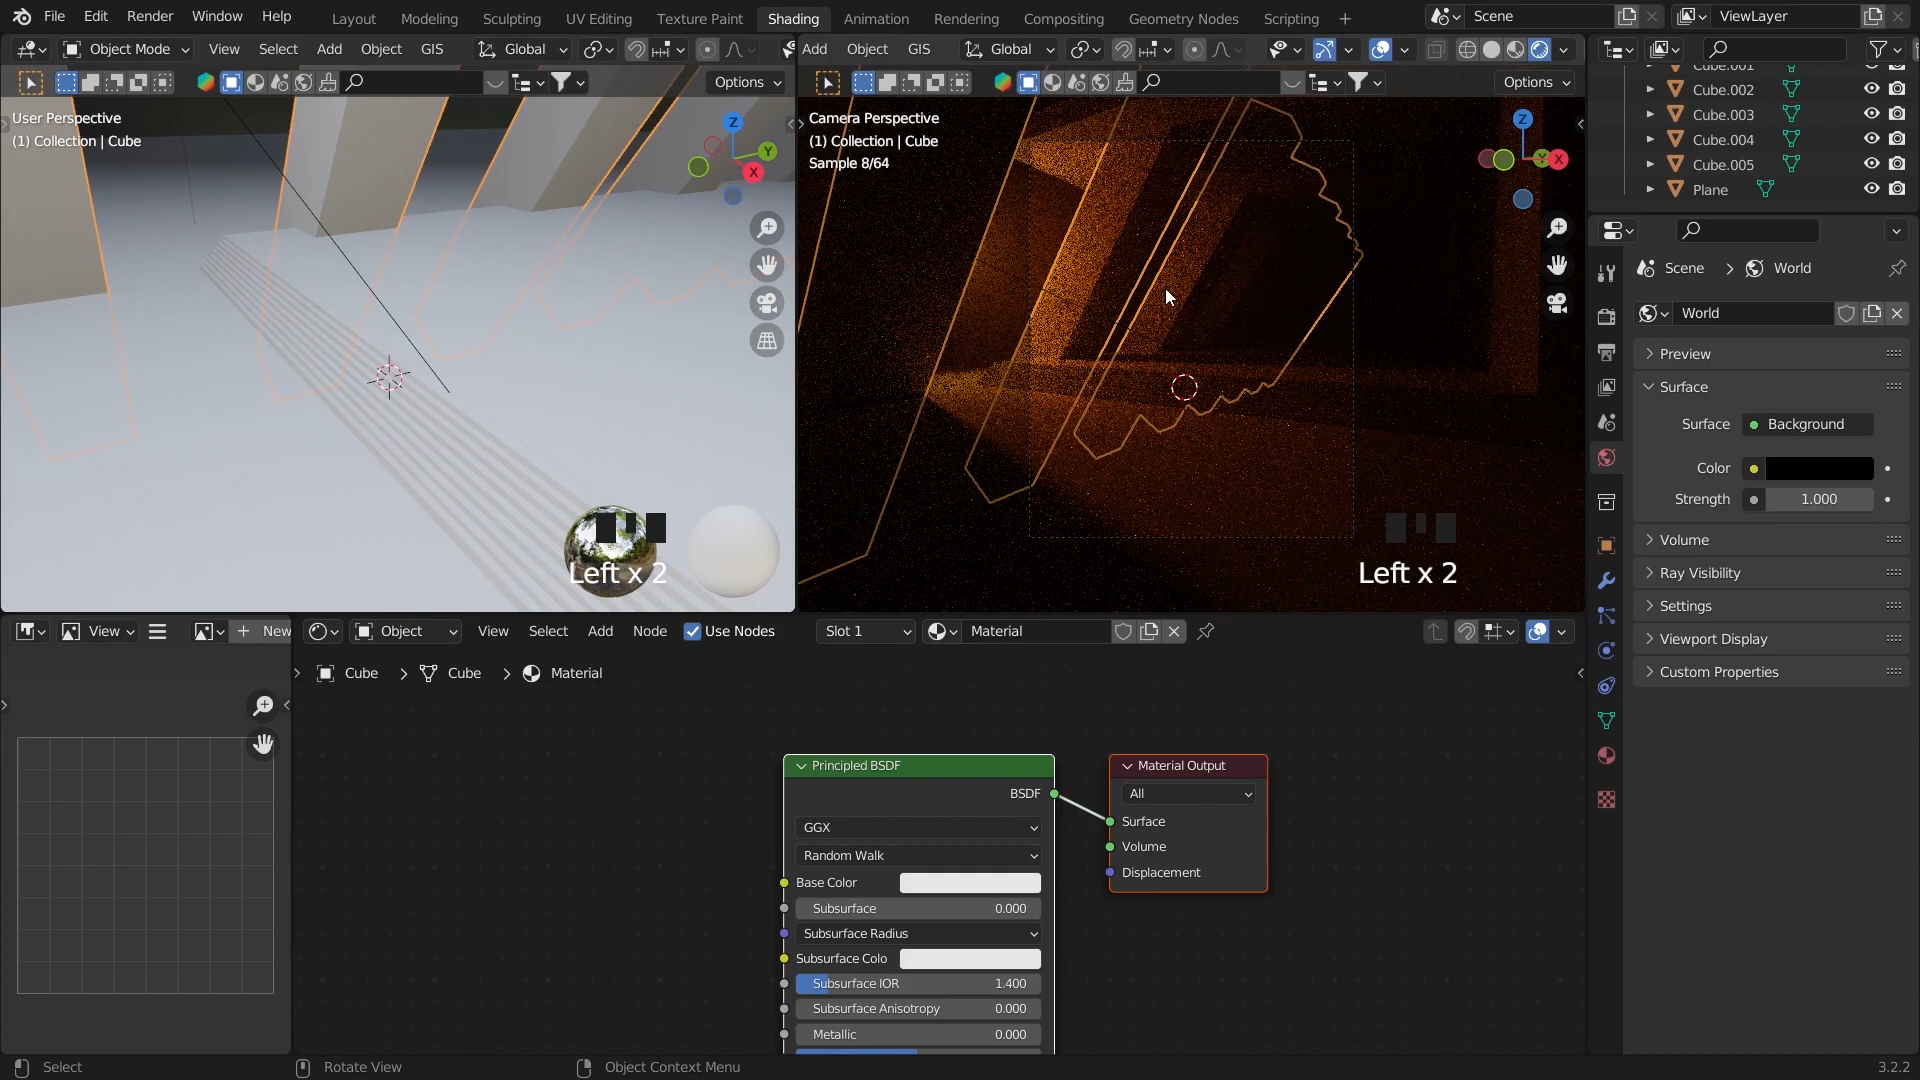 File Edit Render Window Help Layout Modeling Sculpting UV Editing Texture Paint Shading Animation Rendering Compositing Geometry Nodes Scripting + Scene ViewLayer
Object Mode View Select Add Object GIS Global Add Object GIS Global
Options Options
User Perspective
(1) Collection | Cube
Z
Y
X
Camera Perspective
(1) Collection | Cube
Sample 8/64
Z
Y
X
Left x 2
Left x 2
Cube.001
Cube.002
Cube.003
Cube.004
Cube.005
Plane
Scene World
World
Preview
Surface
Surface Background
Color
Strength 1.000
Volume
Ray Visibility
Settings
Viewport Display
Custom Properties
View New
Object View Select Add Node Use Nodes Slot 1 Material
Cube Cube Material
Principled BSDF
BSDF
GGX
Random Walk
Base Color
Subsurface 0.000
Subsurface Radius
Subsurface Colo
Subsurface IOR 1.400
Subsurface Anisotropy 0.000
Metallic 0.000
Material Output
All
Surface
Volume
Displacement
Select Rotate View Object Context Menu 3.2.2